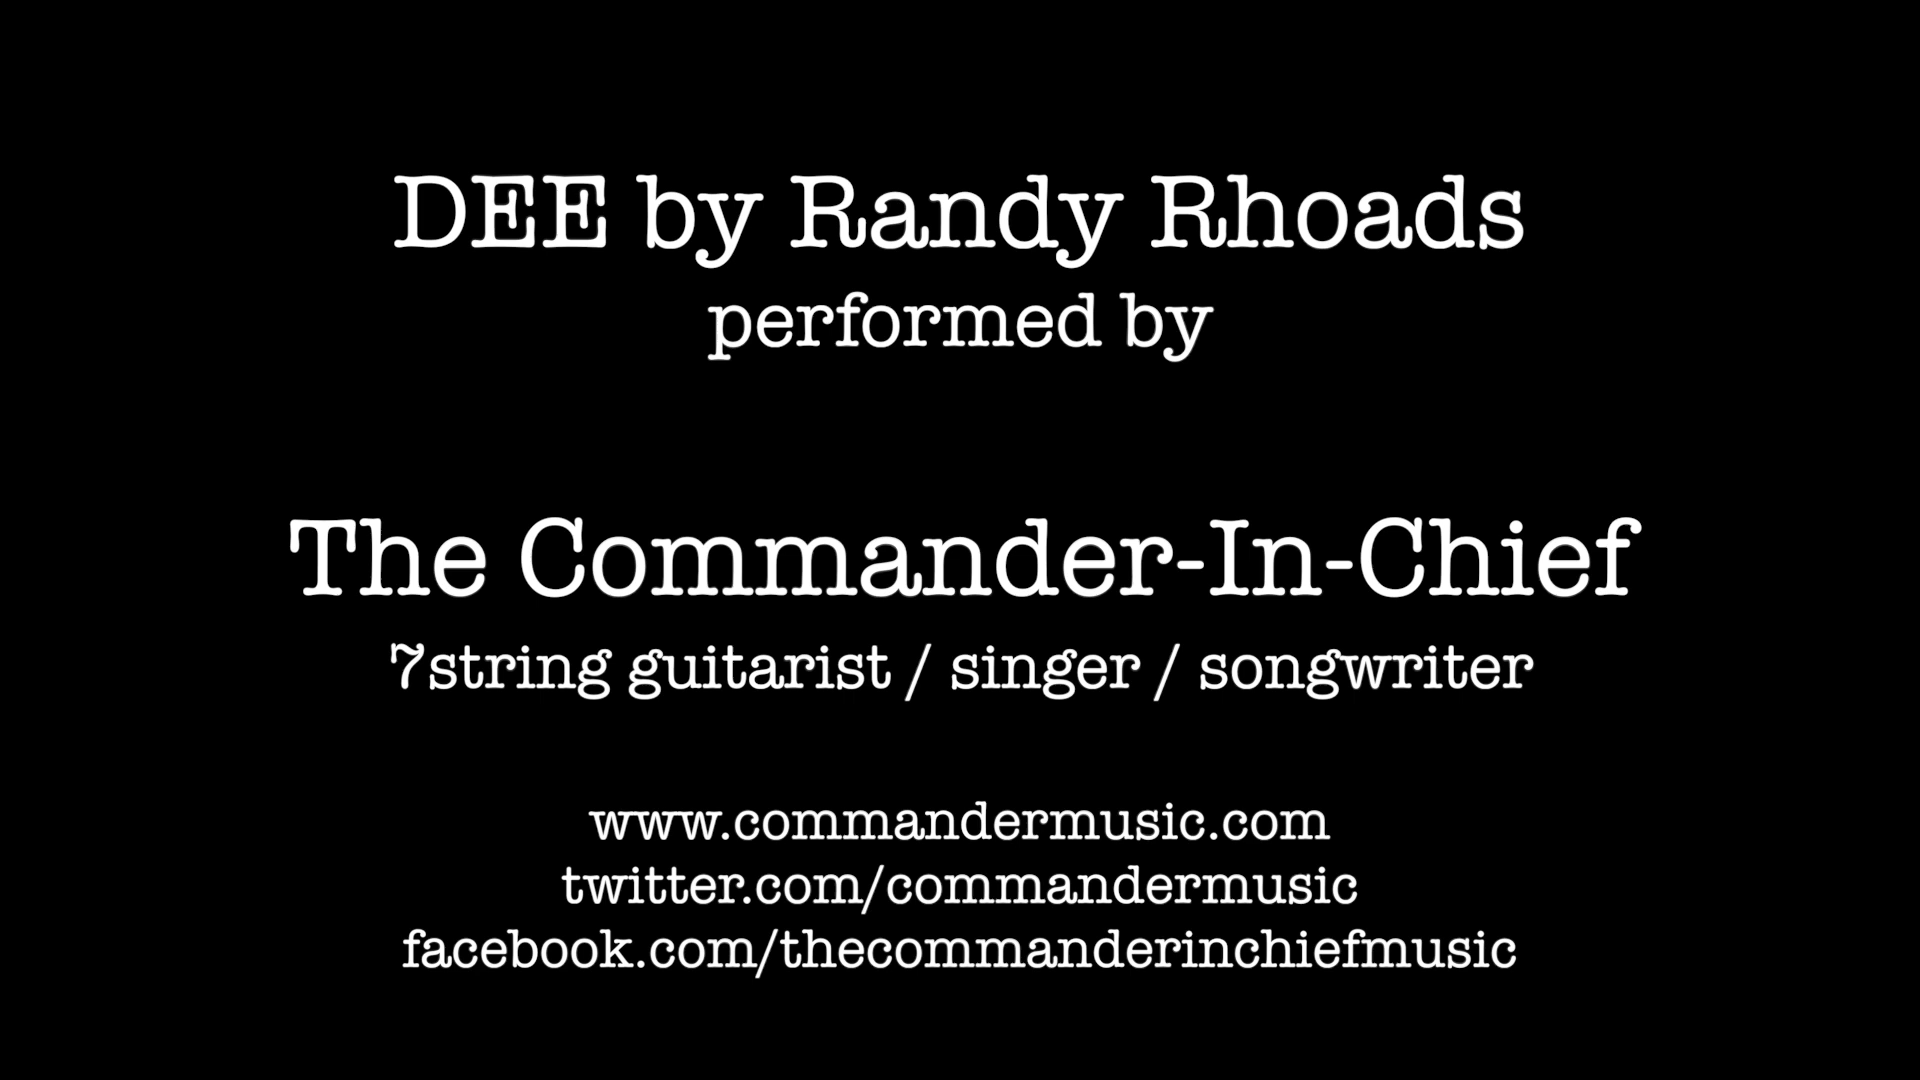 DEE by Randy Rhoads
performed by
The Commander-In-Chief
7string guitarist / singer / songwriter
www.commandermusic.com
twitter.com/commandermusic
facebook.com/thecommanderinchiefmusic